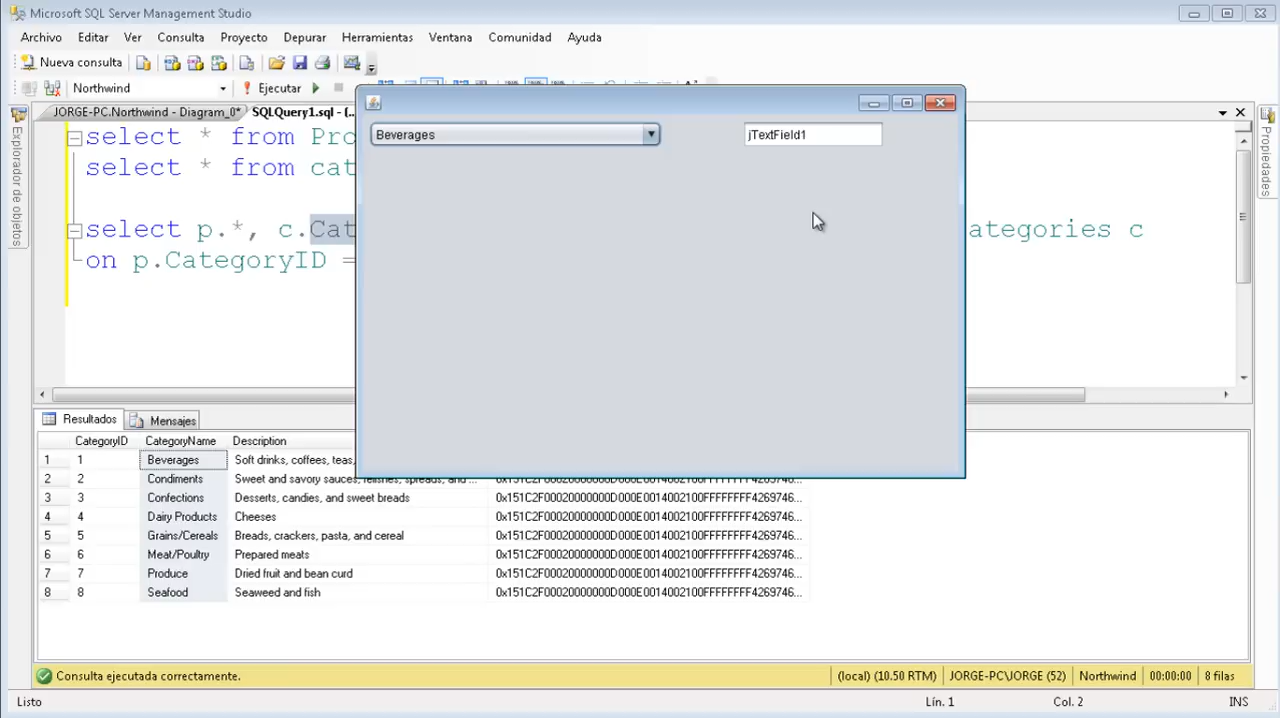 Microsoft SQL Server Management Studio
Archivo Editar Ver Consulta Proyecto Depurar Herramientas Ventana Comunidad Ayuda
Nueva consulta
Northwind Ejecutar
JORGE-PC.Northwind - Diagram_0* SQLQuery1.sql - (...
Explorador de objetos
Propiedades
Beverages jTextField1
select * from Pro
select * from cat
select p.*, c.Cat ategories c
on p.CategoryID =
Resultados Mensajes
CategoryID CategoryName Description
1 1 Beverages Soft drinks, coffees, teas,
2 2 Condiments Sweet and savory sauces, relishes, spreads, and ... 0x151C2F00020000000D000E0014002100FFFFFFFF4269746...
3 3 Confections Desserts, candies, and sweet breads 0x151C2F00020000000D000E0014002100FFFFFFFF4269746...
4 4 Dairy Products Cheeses 0x151C2F00020000000D000E0014002100FFFFFFFF4269746...
5 5 Grains/Cereals Breads, crackers, pasta, and cereal 0x151C2F00020000000D000E0014002100FFFFFFFF4269746...
6 6 Meat/Poultry Prepared meats 0x151C2F00020000000D000E0014002100FFFFFFFF4269746...
7 7 Produce Dried fruit and bean curd 0x151C2F00020000000D000E0014002100FFFFFFFF4269746...
8 8 Seafood Seaweed and fish 0x151C2F00020000000D000E0014002100FFFFFFFF4269746...
Consulta ejecutada correctamente. (local) (10.50 RTM) JORGE-PC\JORGE (52) Northwind 00:00:00 8 filas
Listo Lín. 1 Col. 2 INS